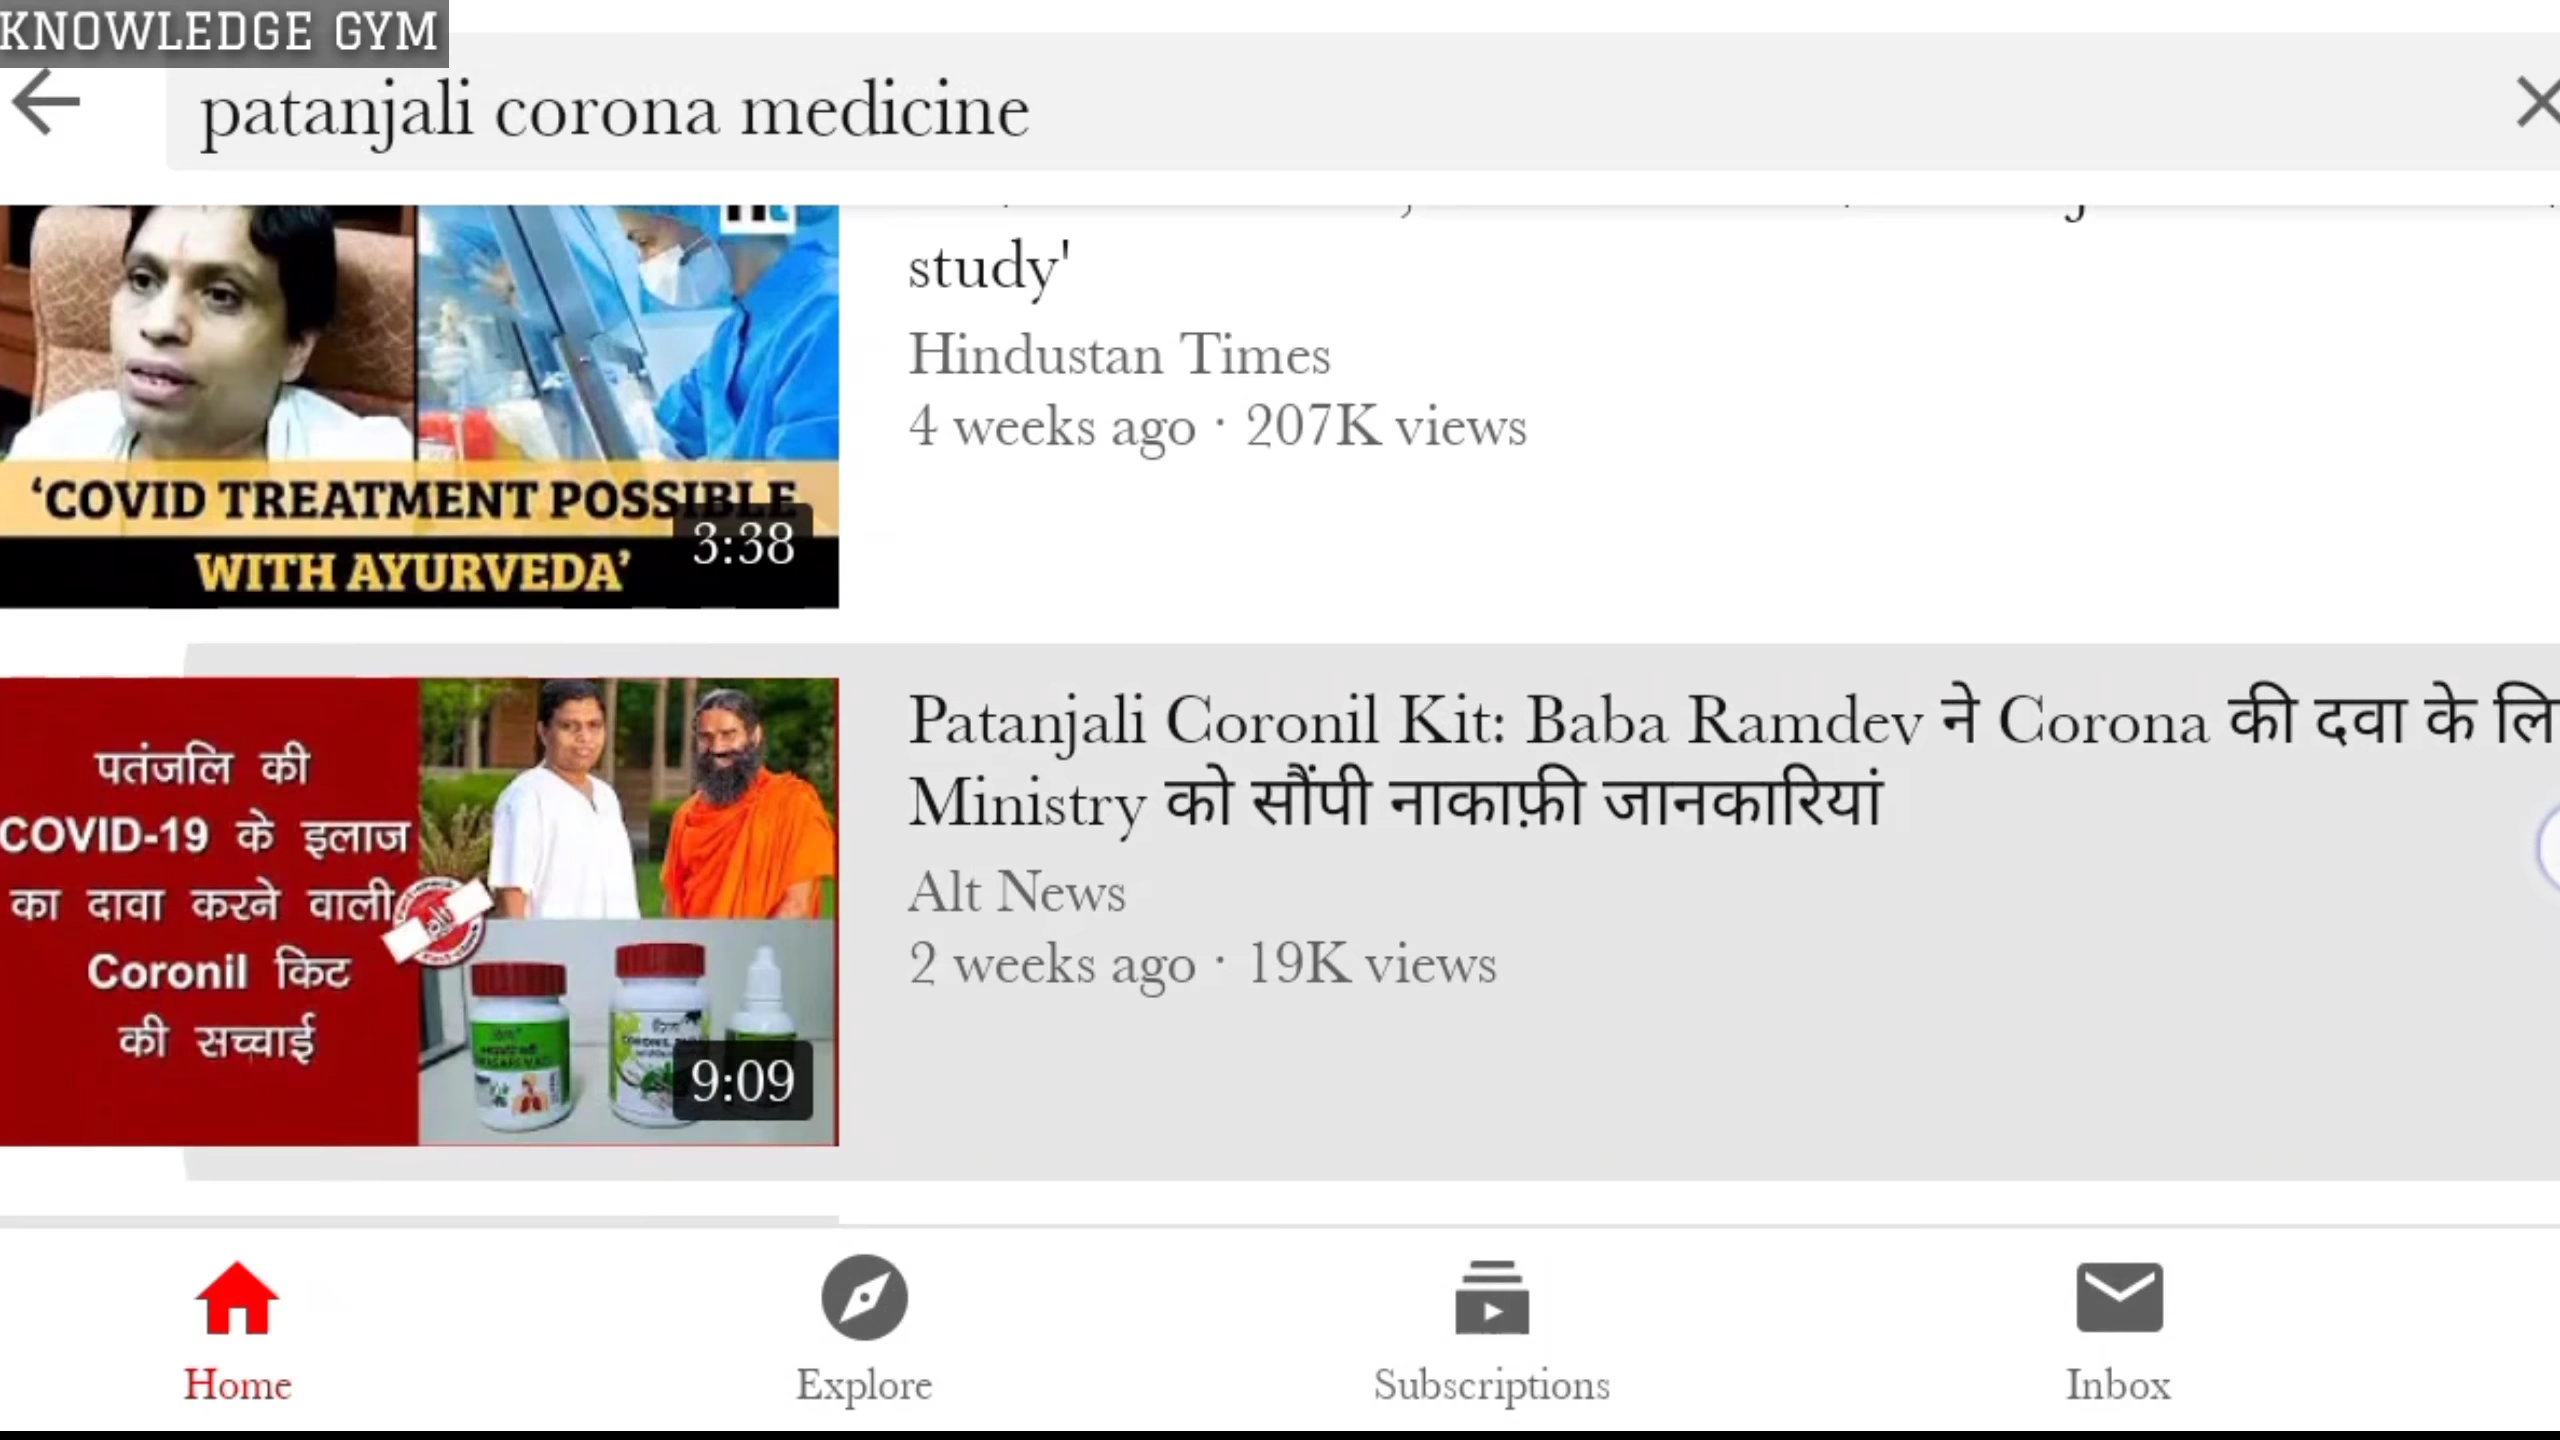 KNOWLEDGE GYM
patanjali corona medicine
study'
Hindustan Times
4 weeks ago · 207K views
'COVID TREATMENT POSSIBLE
WITH AYURVEDA'
3:38
Patanjali Coronil Kit: Baba Ramdev ने Corona की दवा के लि
Ministry को सौंपी नाकाफ़ी जानकारियां
Alt News
2 weeks ago · 19K views
पतंजलि की
COVID-19 के इलाज
का दावा करने वाली
Coronil किट
की सच्चाई
9:09
Home
Explore
Subscriptions
Inbox